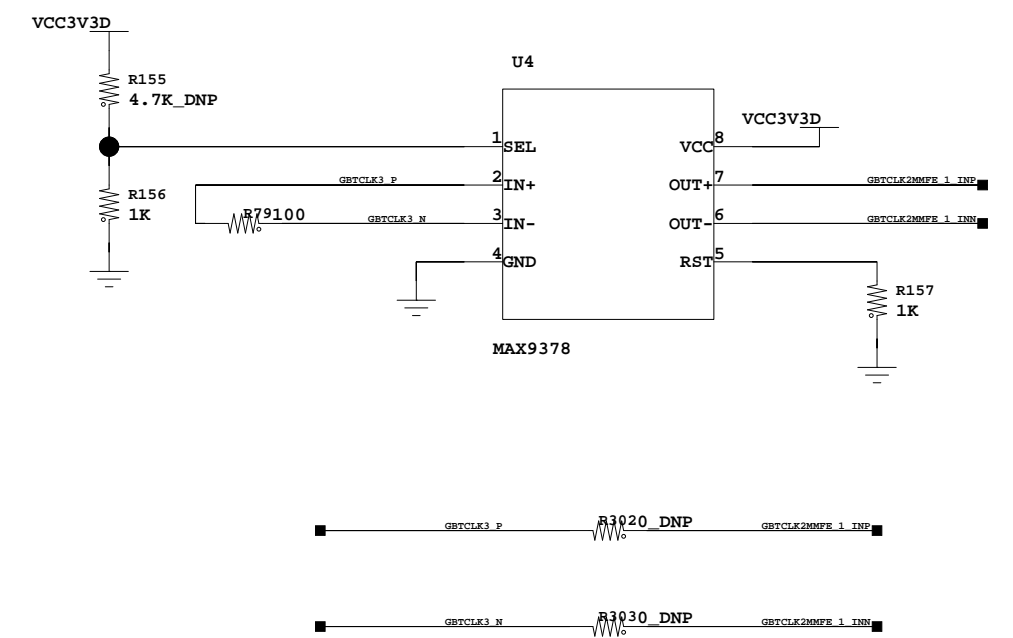 VCC3V3D
U4
R155
4.7K_DNP
VCC3V3D
1 SEL
VCC 8
2 IN+
GBTCLK3_P
OUT+ 7
GBTCLK2MMFE_1_INP
R156
1K
R79100
GBTCLK3_N
3 IN-
OUT- 6
GBTCLK2MMFE_1_INN
4 GND
RST 5
R157
1K
MAX9378
GBTCLK3_P
R3020_DNP
GBTCLK2MMFE_1_INP
GBTCLK3_N
R3030_DNP
GBTCLK2MMFE_1_INN